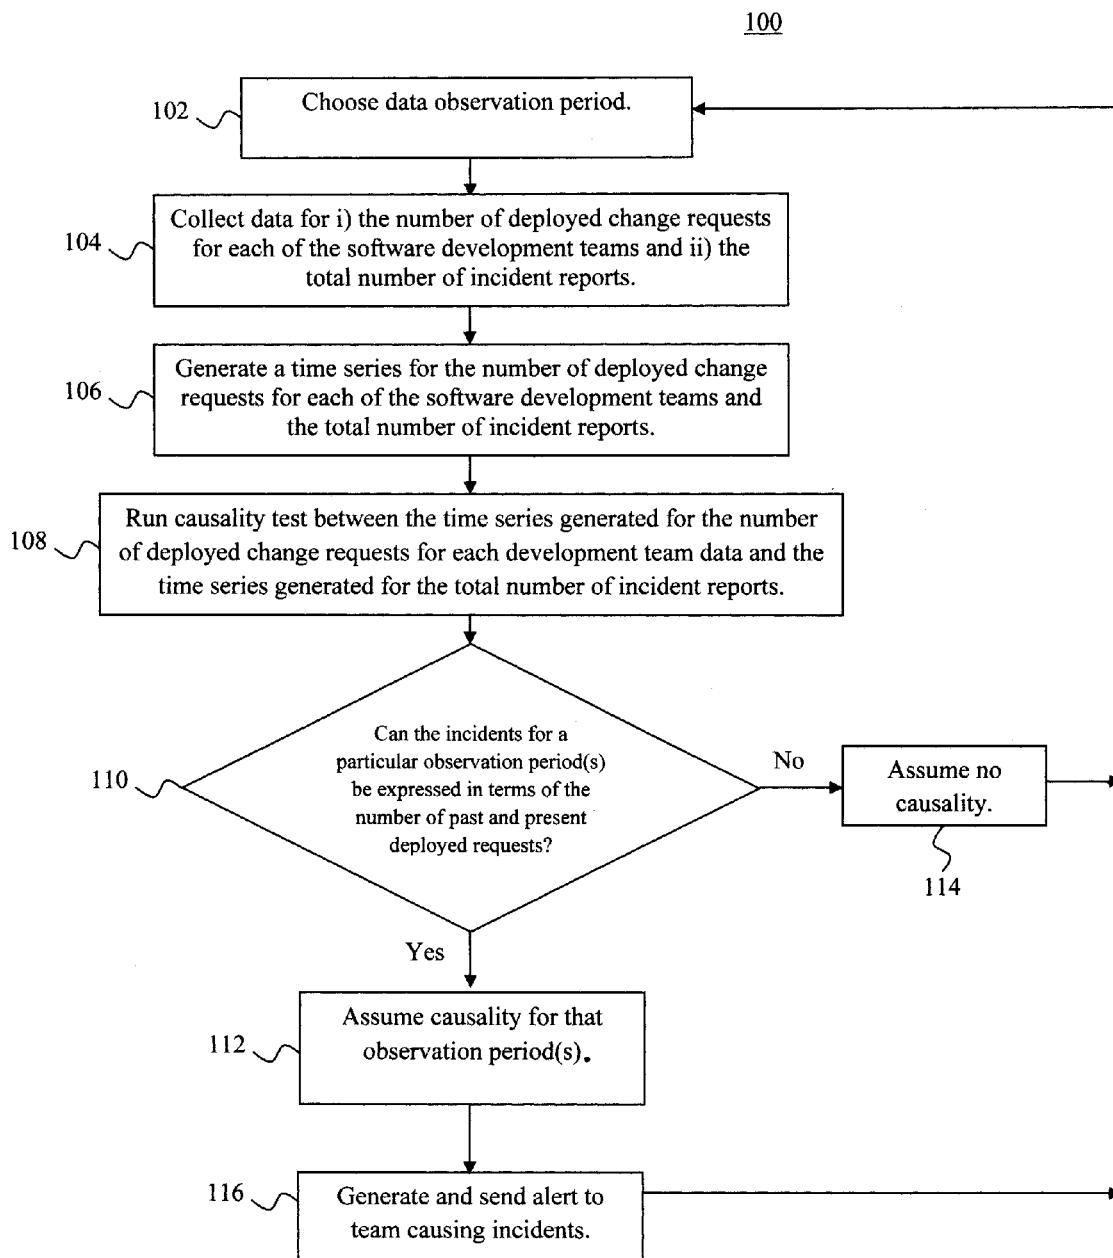 100
102
Choose data observation period.
104
Collect data for i) the number of deployed change requests
for each of the software development teams and ii) the
total number of incident reports.
106
Generate a time series for the number of deployed change
requests for each of the software development teams and
the total number of incident reports.
108
Run causality test between the time series generated for the number
of deployed change requests for each development team data and the
time series generated for the total number of incident reports.
110
Can the incidents for a
particular observation period(s)
be expressed in terms of the
number of past and present
deployed requests?
No
Assume no
causality.
114
Yes
112
Assume causality for that
observation period(s).
116
Generate and send alert to
team causing incidents.